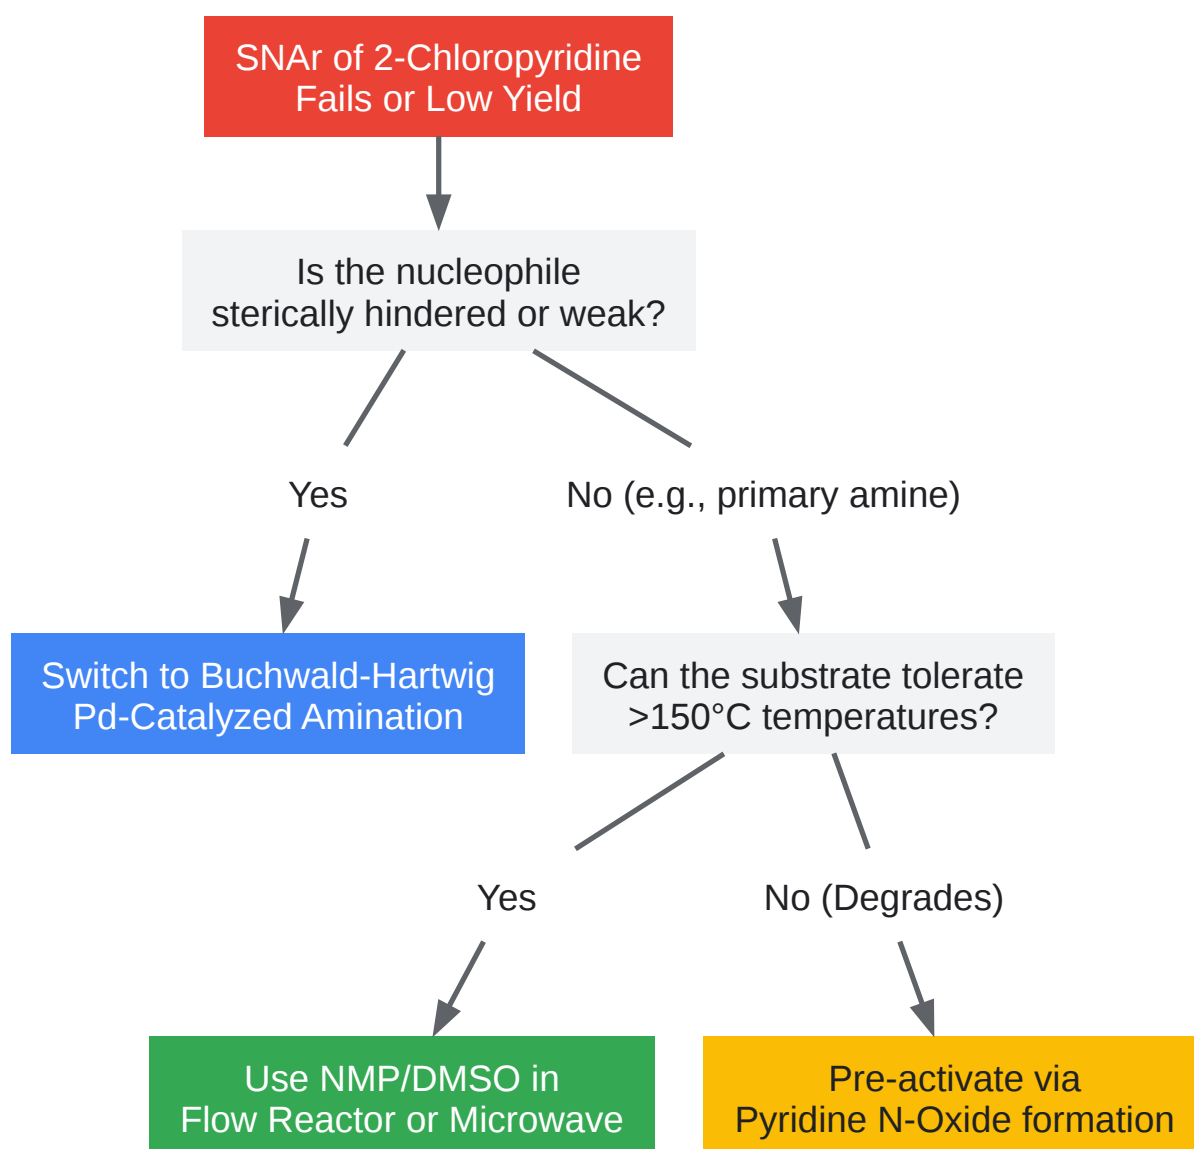 SNAr of 2-Chloropyridine
Fails or Low Yield
Is the nucleophile
sterically hindered or weak?
Yes
No (e.g., primary amine)
Switch to Buchwald-Hartwig
Pd-Catalyzed Amination
Can the substrate tolerate
>150°C temperatures?
Yes
No (Degrades)
Use NMP/DMSO in
Flow Reactor or Microwave
Pre-activate via
Pyridine N-Oxide formation